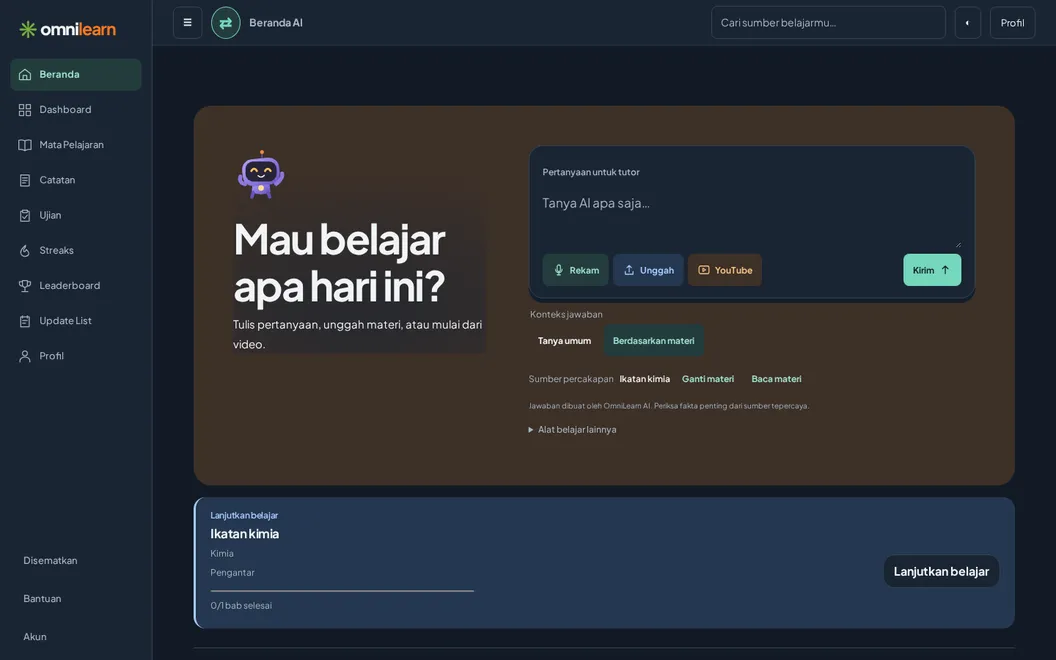 omnilearn
Beranda
Dashboard
Mata Pelajaran
Catatan
Ujian
Streaks
Leaderboard
Update List
Profil
Disematkan
Bantuan
Akun
Beranda AI
Cari sumber belajarmu...
Profil
Mau belajar
apa hari ini?
Tulis pertanyaan, unggah materi, atau mulai dari
video.
Pertanyaan untuk tutor
Tanya AI apa saja...
Rekam
Unggah
YouTube
Kirim
Konteks jawaban
Tanya umum
Berdasarkan materi
Sumber percakapan Ikatan kimia Ganti materi Baca materi
Jawaban dibuat oleh OmniLearn AI. Periksa fakta penting dari sumber tepercaya.
Alat belajar lainnya
Lanjutkan belajar
Ikatan kimia
Kimia
Pengantar
0/1 bab selesai
Lanjutkan belajar